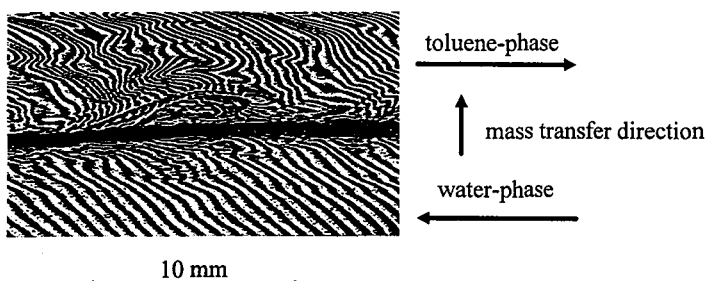 toluene-phase
mass transfer direction
water-phase
10 mm